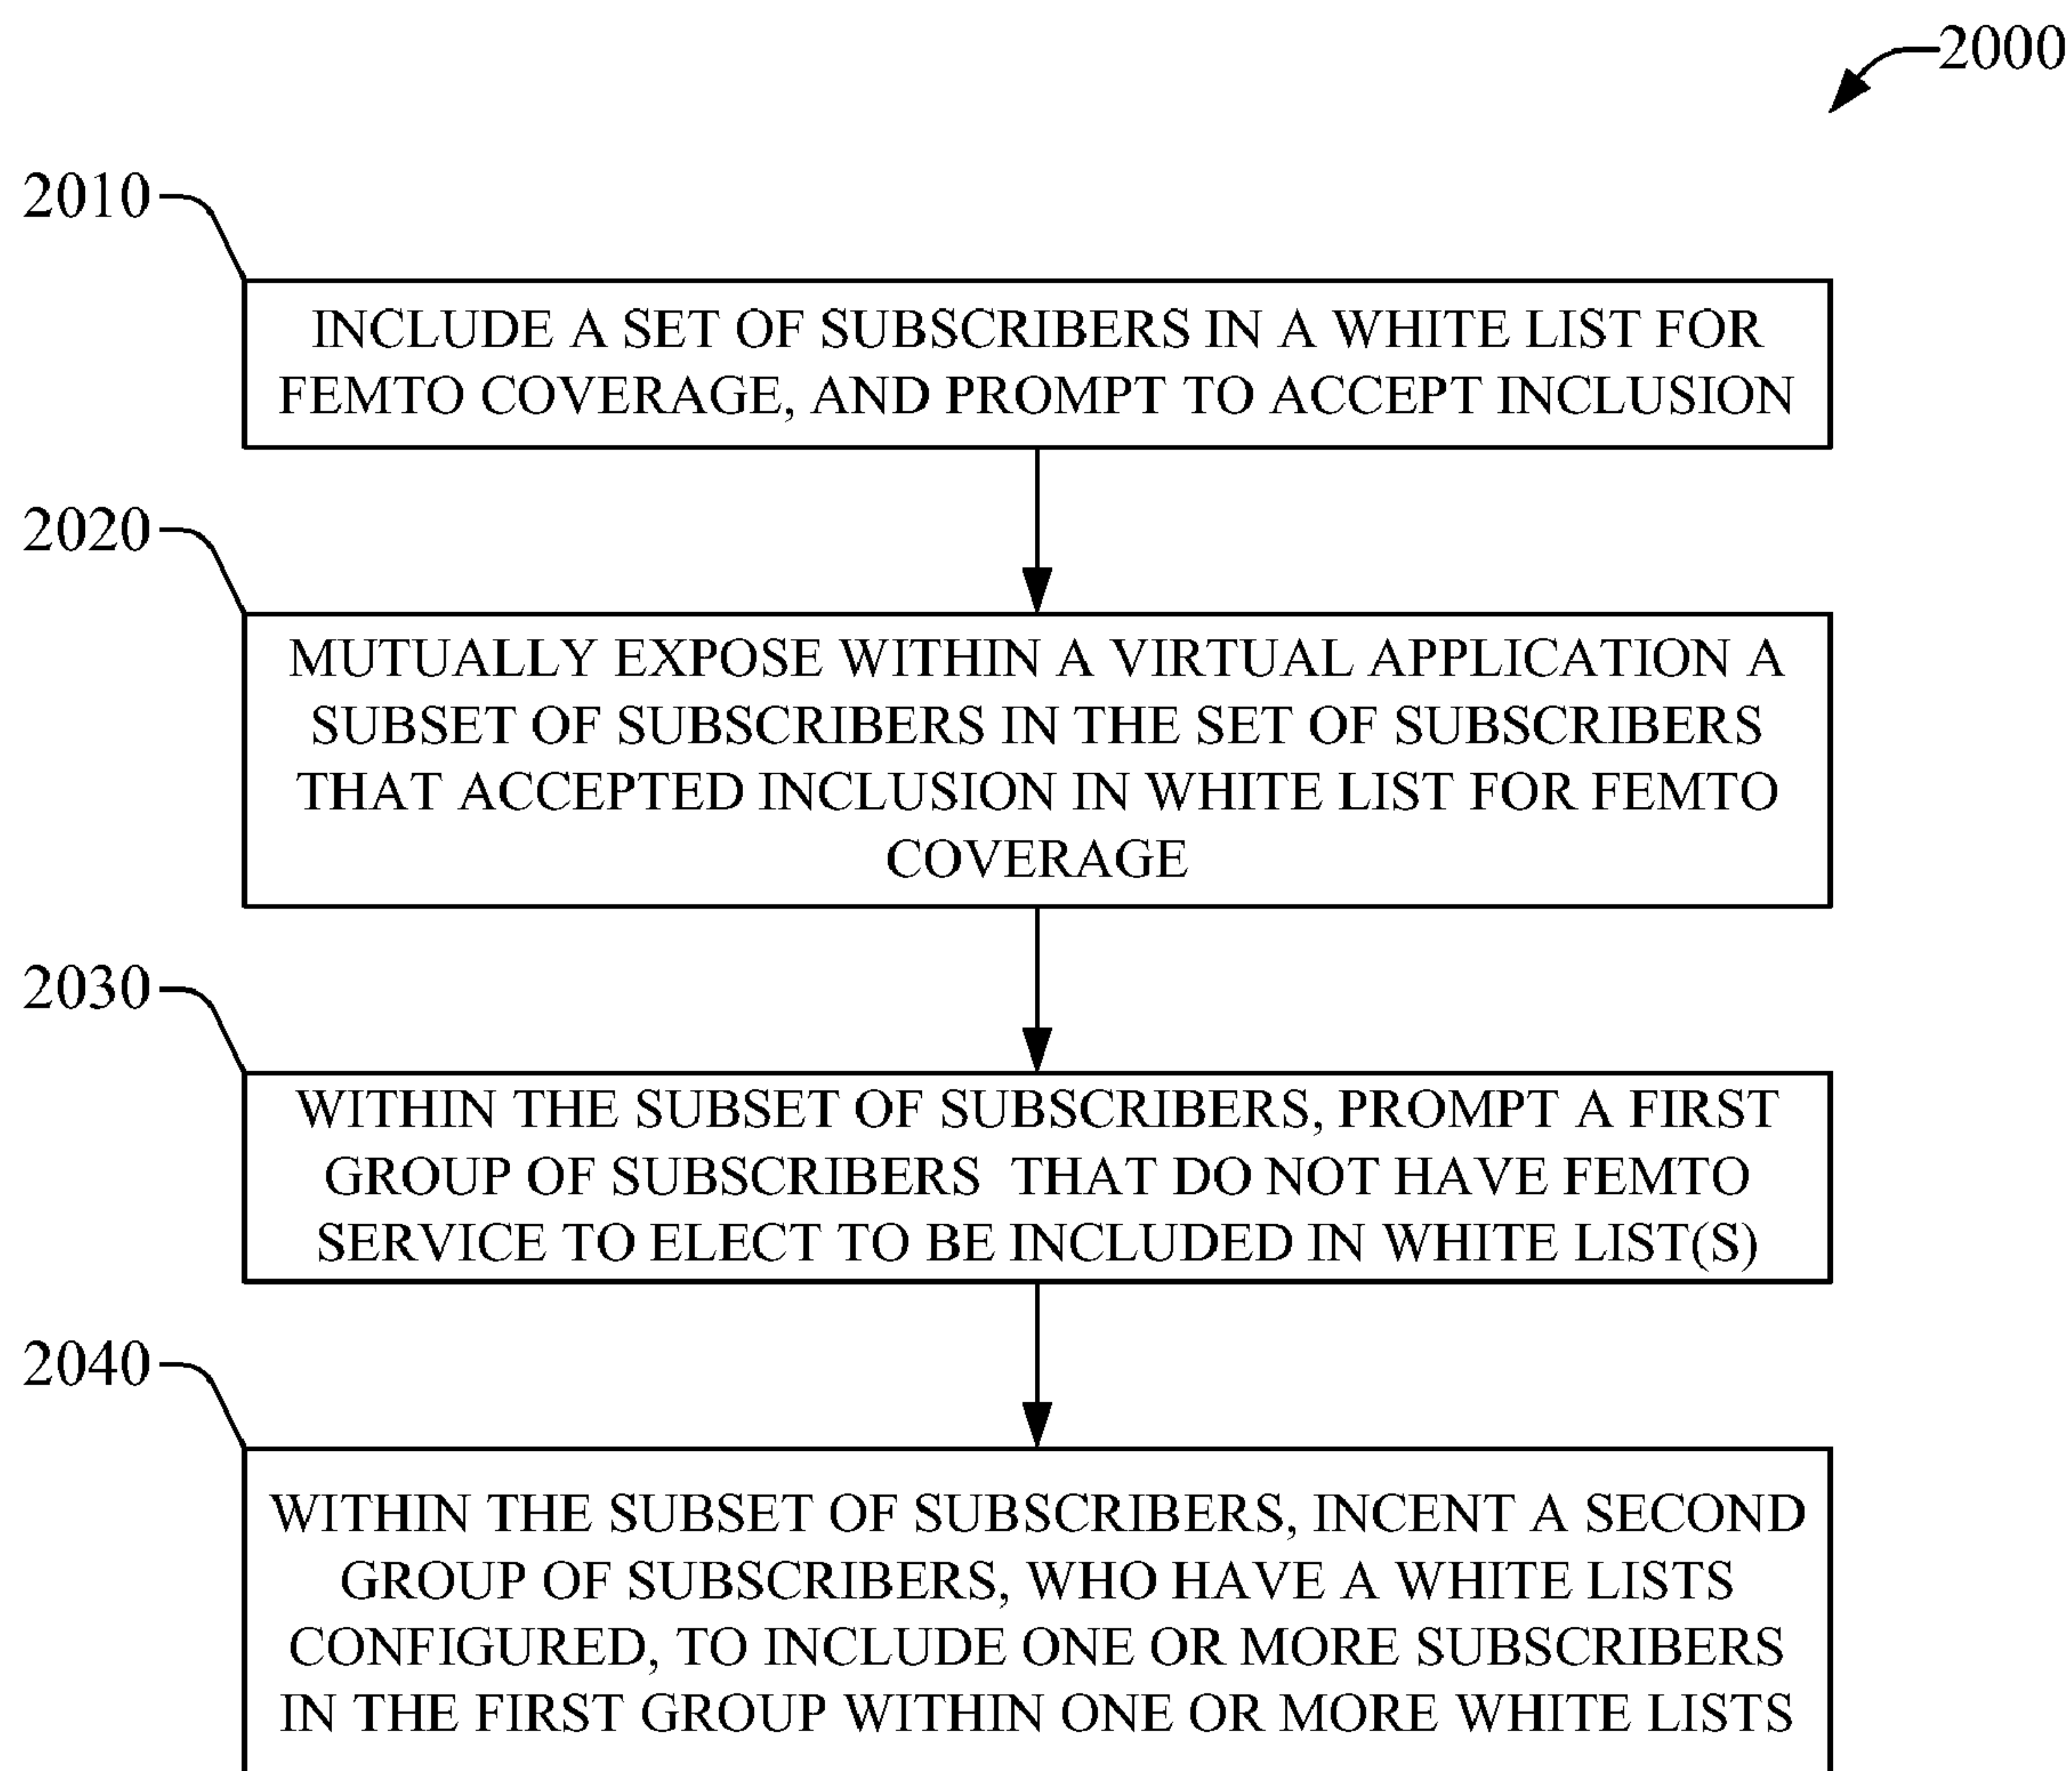 2000
2010
INCLUDE A SET OF SUBSCRIBERS IN A WHITE LIST FOR
FEMTO COVERAGE, AND PROMPT TO ACCEPT INCLUSION
2020
MUTUALLY EXPOSE WITHIN A VIRTUAL APPLICATION A
SUBSET OF SUBSCRIBERS IN THE SET OF SUBSCRIBERS
THAT ACCEPTED INCLUSION IN WHITE LIST FOR FEMTO
COVERAGE
2030
WITHIN THE SUBSET OF SUBSCRIBERS, PROMPT A FIRST
GROUP OF SUBSCRIBERS THAT DO NOT HAVE FEMTO
SERVICE TO ELECT TO BE INCLUDED IN WHITE LIST(S)
2040
WITHIN THE SUBSET OF SUBSCRIBERS, INCENT A SECOND
GROUP OF SUBSCRIBERS, WHO HAVE A WHITE LISTS
CONFIGURED, TO INCLUDE ONE OR MORE SUBSCRIBERS
IN THE FIRST GROUP WITHIN ONE OR MORE WHITE LISTS